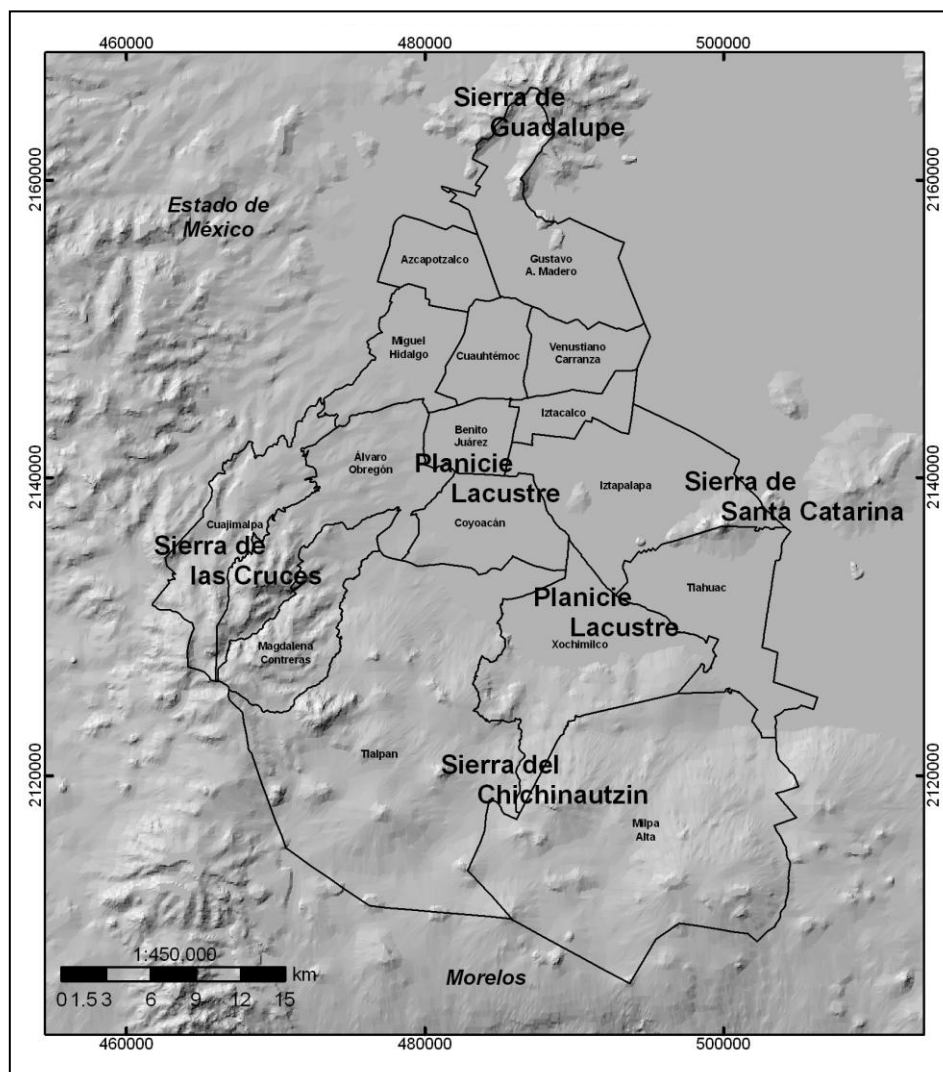 460000
480000
500000
Sierra de
Guadalupe
2160000
2160000
Estado de
México
Azcapotzalco
Gustavo
A. Madero
Miguel
Hidalgo
Cuauhtémoc
Venustiano
Carranza
Iztacalco
Benito
Juárez
Álvaro
Obregón
Planicie
Lacustre
2140000
2140000
Iztapalapa
Sierra de
Santa Catarina
Coyoacán
Cuajimalpa
Sierra de
las Cruces
Tlahuac
Planicie
Lacustre
Xochimilco
Magdalena
Contreras
Tlalpan
Sierra del
Chichinautzin
2120000
2120000
Milpa
Alta
1:450,000
km
0 1.5 3 6 9 12 15
Morelos
460000
480000
500000